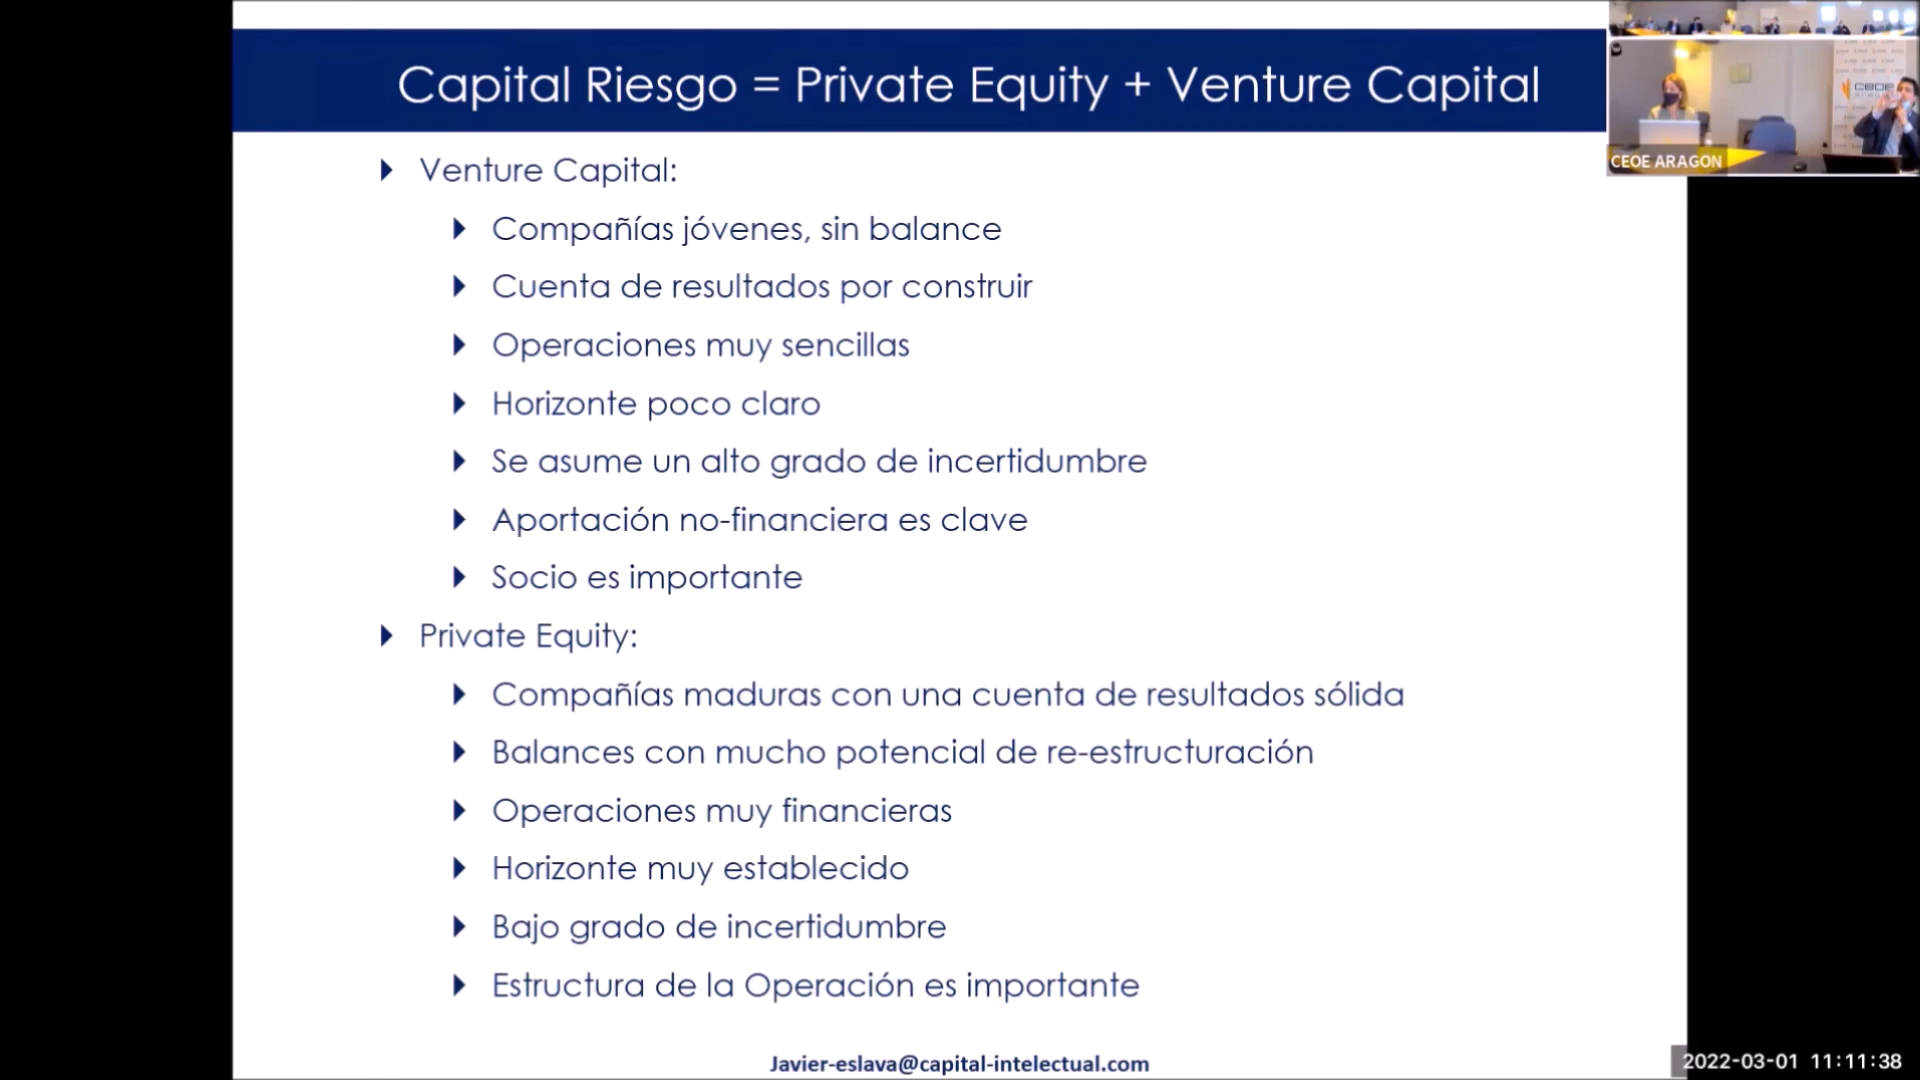 Capital Riesgo = Private Equity + Venture Capital
CEOE
CEOE ARAGON
Venture Capital:
Compañías jóvenes, sin balance
Cuenta de resultados por construir
Operaciones muy sencillas
Horizonte poco claro
Se asume un alto grado de incertidumbre
Aportación no-financiera es clave
Socio es importante
Private Equity:
Compañías maduras con una cuenta de resultados sólida
Balances con mucho potencial de re-estructuración
Operaciones muy financieras
Horizonte muy establecido
Bajo grado de incertidumbre
Estructura de la Operación es importante
Javier-eslava@capital-intelectual.com
2022-03-01 11:11:38